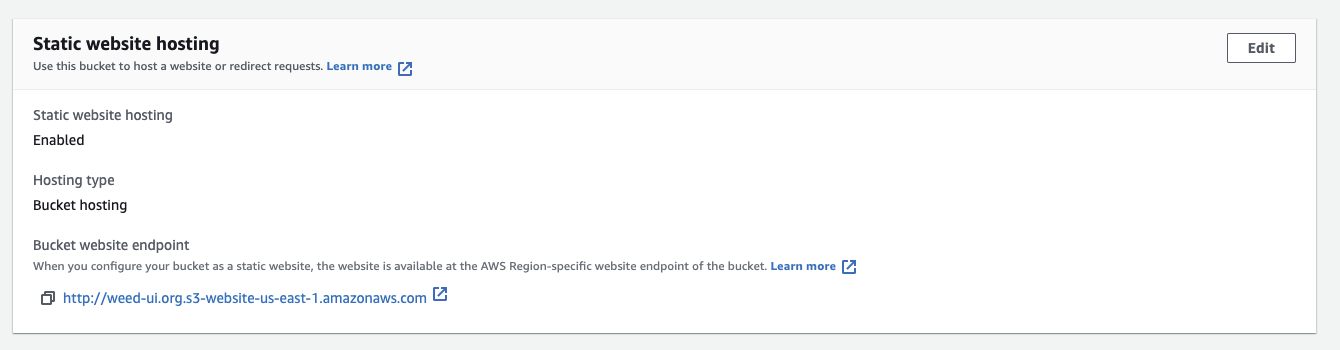 Static website hosting
Edit
Use this bucket to host a website or redirect requests. Learn more
Static website hosting
Enabled
Hosting type
Bucket hosting
Bucket website endpoint
When you configure your bucket as a static website, the website is available at the AWS Region-specific website endpoint of the bucket. Learn more
http://weed-ui.org.s3-website-us-east-1.amazonaws.com